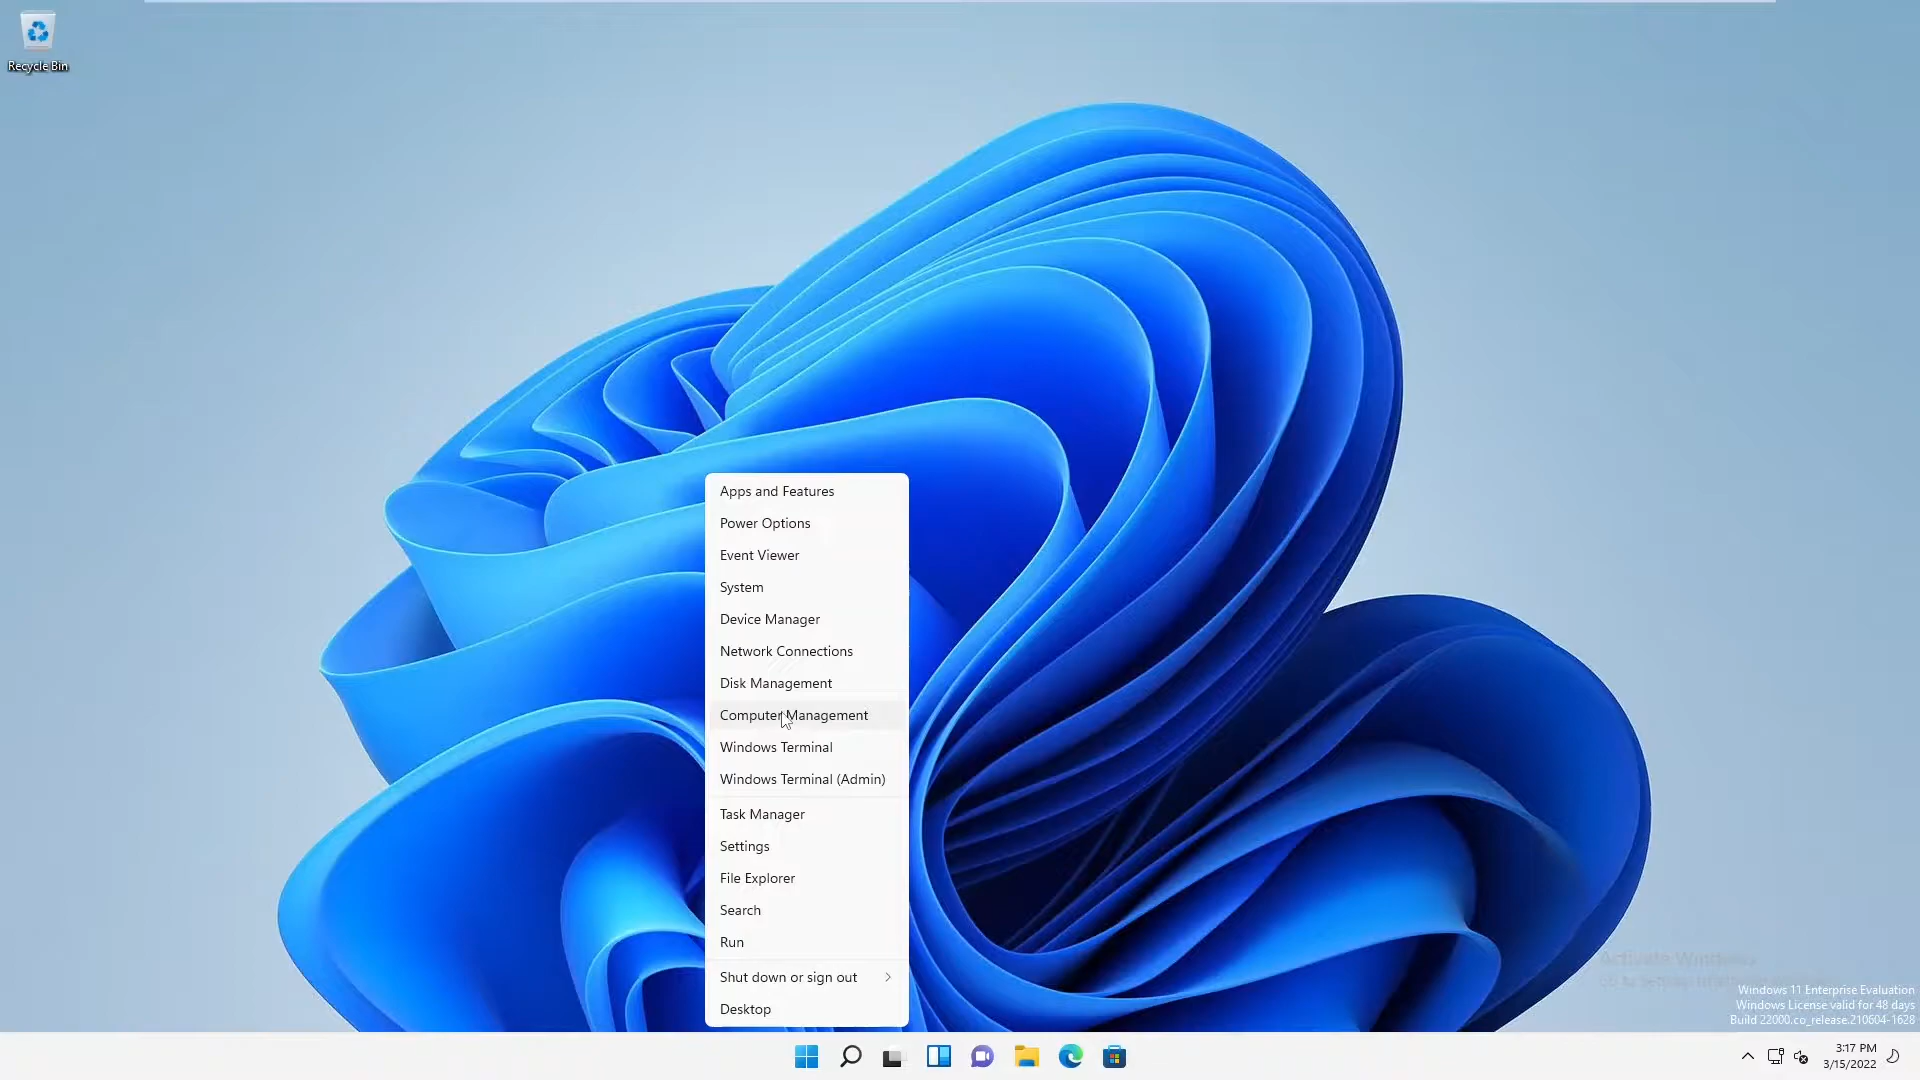 Recycle Bin
Apps and Features
Power Options
Event Viewer
System
Device Manager
Network Connections
Disk Management
Computer Management
Windows Terminal
Windows Terminal (Admin)
Task Manager
Settings
File Explorer
Search
Run
Shut down or sign out
Desktop
Activate Windows
Windows 11 Enterprise Evaluation
Windows License valid for 48 days
Build 22000.co_release.210604-1628
3:17 PM
3/15/2022